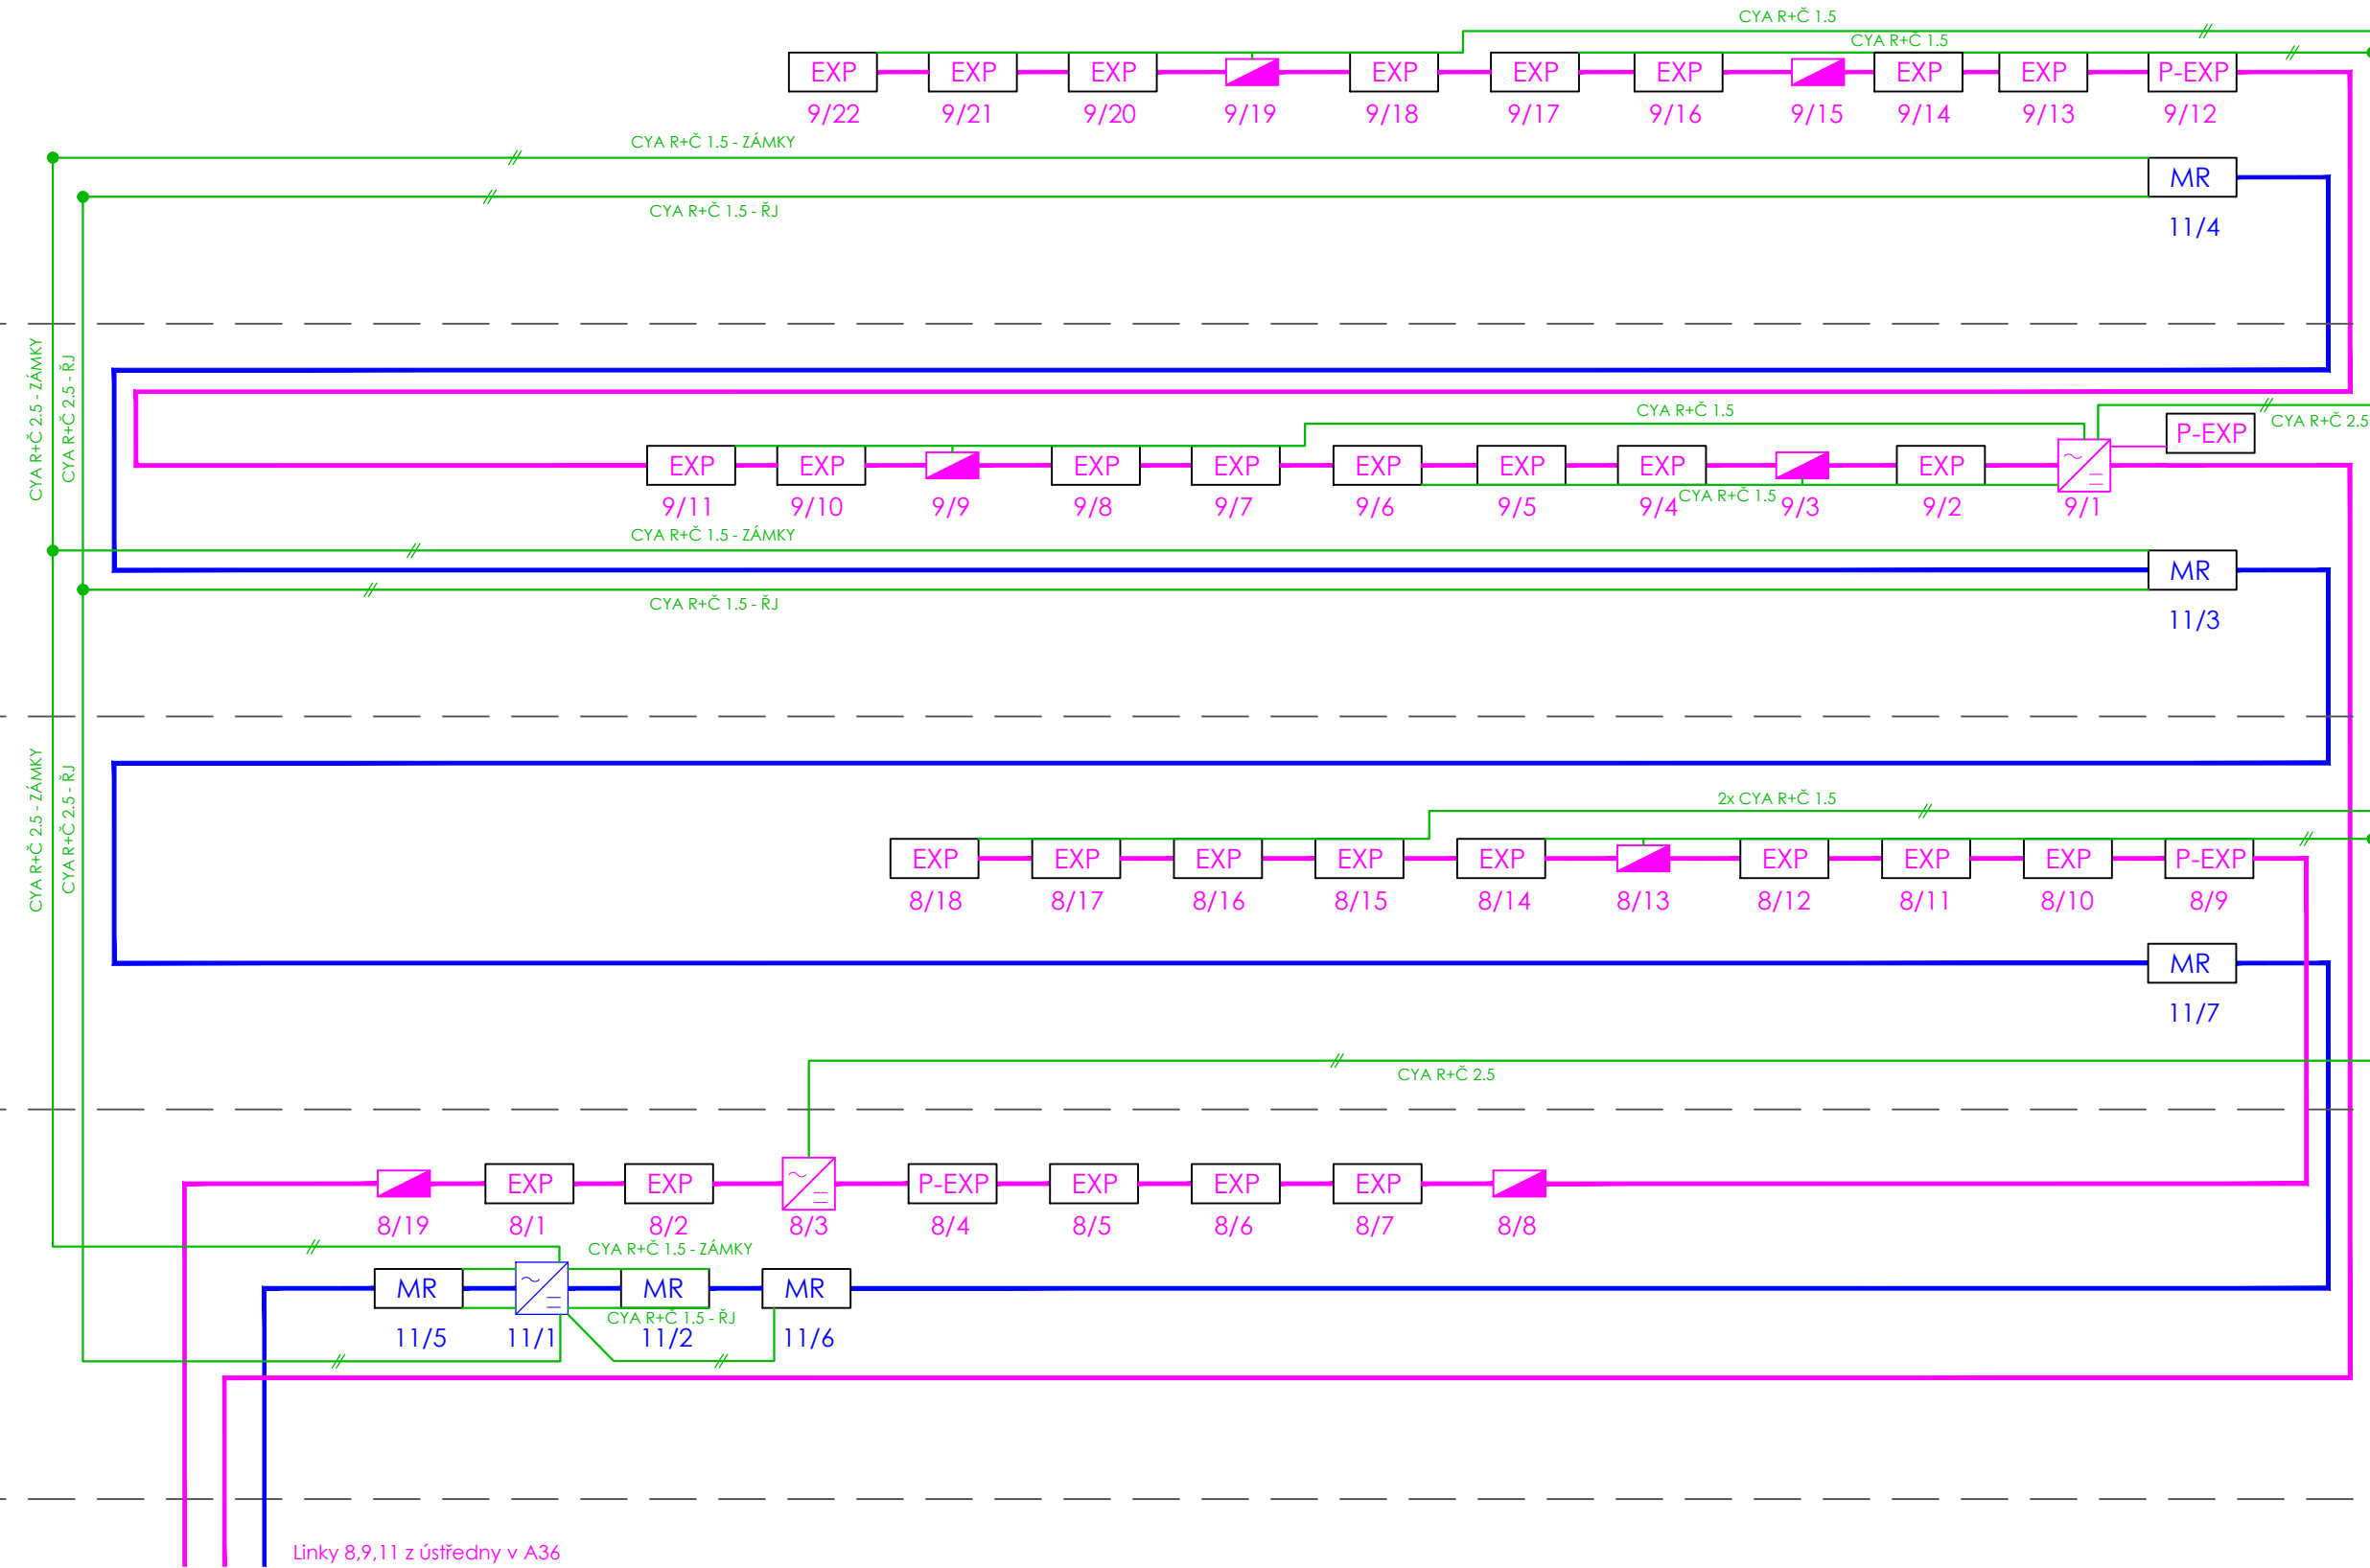 CYA R+Č 1.5
CYA R+Č 1.5
EXP EXP EXP EXP EXP EXP EXP EXP P-EXP
9/22 9/21 9/20 9/19 9/18 9/17 9/16 9/15 9/14 9/13 9/12
CYA R+Č 1.5 - ZÁMKY
MR
CYA R+Č 1.5 - ŘJ
11/4
CYA R+Č 2.5 - ZÁMKY
CYA R+Č 2.5 - ŘJ
CYA R+Č 1.5
CYA R+Č 2.5
P-EXP
EXP EXP EXP EXP EXP EXP EXP EXP
CYA R+Č 1.5
9/11 9/10 9/9 9/8 9/7 9/6 9/5 9/4 9/3 9/2 9/1
CYA R+Č 1.5 - ZÁMKY
MR
CYA R+Č 1.5 - ŘJ
11/3
CYA R+Č 2.5 - ZÁMKY
CYA R+Č 2.5 - ŘJ
2x CYA R+Č 1.5
EXP EXP EXP EXP EXP EXP EXP EXP P-EXP
8/18 8/17 8/16 8/15 8/14 8/13 8/12 8/11 8/10 8/9
MR
11/7
CYA R+Č 2.5
EXP EXP P-EXP EXP EXP EXP
8/19 8/1 8/2 8/3 8/4 8/5 8/6 8/7 8/8
CYA R+Č 1.5 - ZÁMKY
MR MR MR
CYA R+Č 1.5 - ŘJ
11/5 11/1 11/2 11/6
Linky 8,9,11 z ústředny v A36